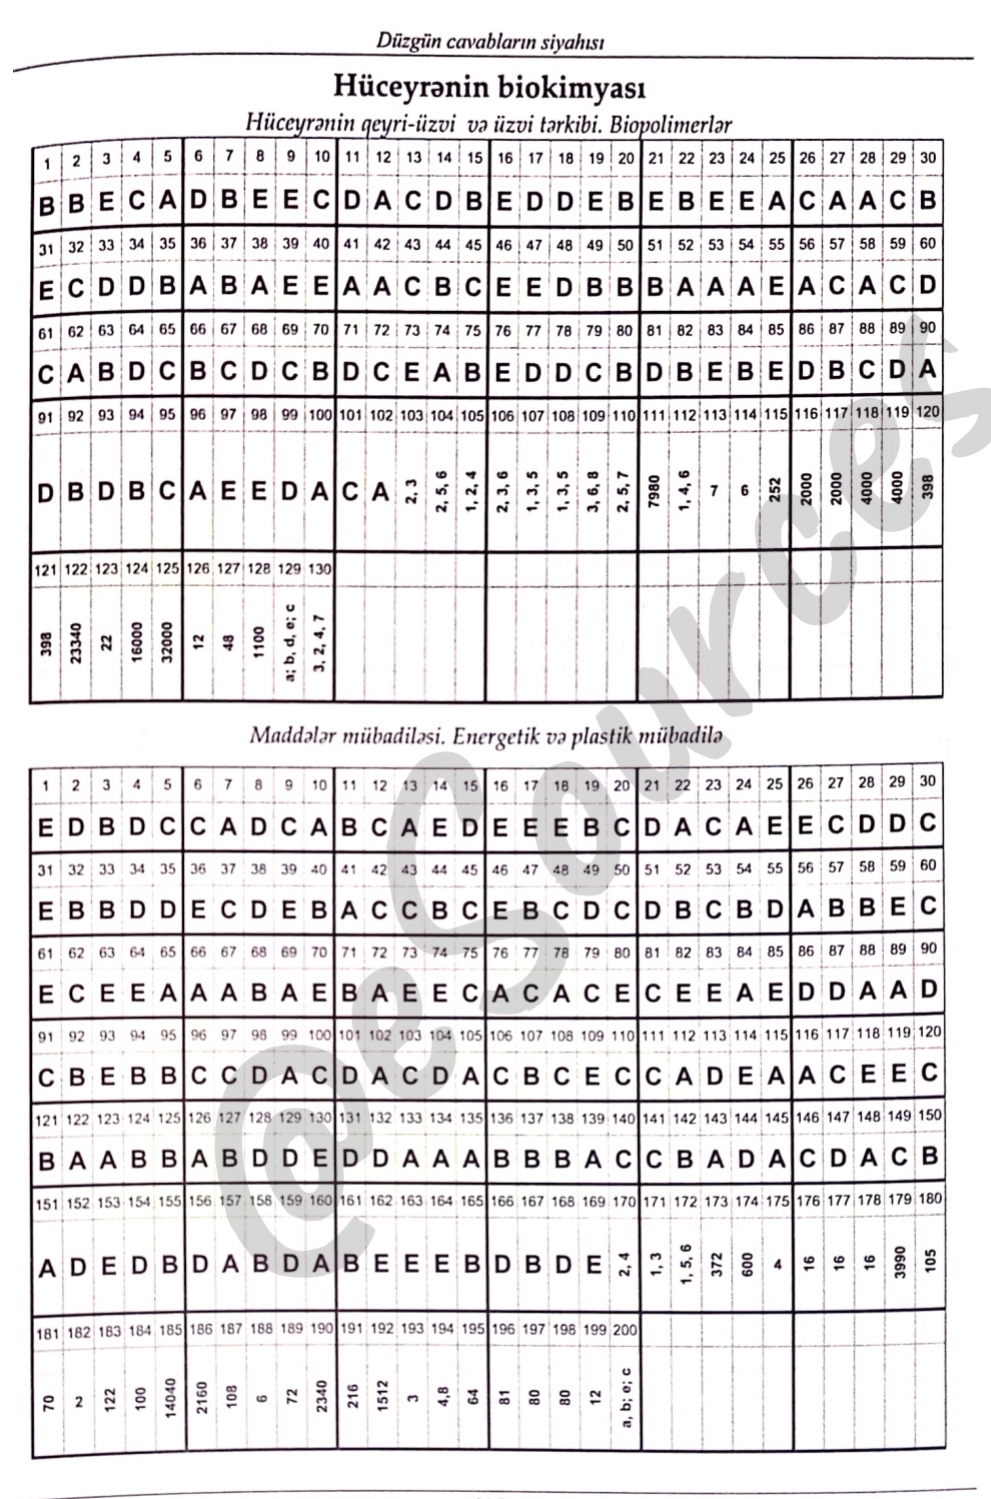 Düzgün cavabların siyahısı
Hüceyrənin biokimyası
Hüceyrənin qeyri-üzvi və üzvi tərkibi. Biopolimerlər
1 2 3 4 5 6 7 8 9 10 11 12 13 14 15 16 17 18 19 20 21 22 23 24 25 26 27 28 29 30
B B E C A D B E E C D A C D B E D D E B E B E E A C A A C B
31 32 33 34 35 36 37 38 39 40 41 42 43 44 45 46 47 48 49 50 51 52 53 54 55 56 57 58 59 60
E C D D B A B A E E A A C B C E E D B B B A A A E A C A C D
61 62 63 64 65 66 67 68 69 70 71 72 73 74 75 76 77 78 79 80 81 82 83 84 85 86 87 88 89 90
C A B D C B C D C B D C E A B E D D C B D B E B E D B C D A
91 92 93 94 95 96 97 98 99 100 101 102 103 104 105 106 107 108 109 110 111 112 113 114 115 116 117 118 119 120
D B D B C A E E D A C A 2, 3 2, 5, 6 1, 2, 4 2, 3, 6 1, 3, 5 1, 3, 5 3, 6, 8 2, 5, 7 7980 1, 4, 6 7 6 252 2000 2000 4000 4000 398
121 122 123 124 125 126 127 128 129 130
398 23340 22 16000 32000 12 48 1100 a; b, d, e; c 3, 2, 4, 7
Maddələr mübadiləsi. Energetik və plastik mübadilə
1 2 3 4 5 6 7 8 9 10 11 12 13 14 15 16 17 18 19 20 21 22 23 24 25 26 27 28 29 30
E D B D C C A D C A B C A E D E E E B C D A C A E E C D D C
31 32 33 34 35 36 37 38 39 40 41 42 43 44 45 46 47 48 49 50 51 52 53 54 55 56 57 58 59 60
E B B D D E C D E B A C C B C E B C D C D B C B D A B B E C
61 62 63 64 65 66 67 68 69 70 71 72 73 74 75 76 77 78 79 80 81 82 83 84 85 86 87 88 89 90
E C E E A A A B A E B A E E C A C A C E C E E A E D D A A D
91 92 93 94 95 96 97 98 99 100 101 102 103 104 105 106 107 108 109 110 111 112 113 114 115 116 117 118 119 120
C B E B B C C D A C D A C D A C B C E C C A D E A A C E E C
121 122 123 124 125 126 127 128 129 130 131 132 133 134 135 136 137 138 139 140 141 142 143 144 145 146 147 148 149 150
B A A B B A B D D E D D A A A B B B A C C B A D A C D A C B
151 152 153 154 155 156 157 158 159 160 161 162 163 164 165 166 167 168 169 170 171 172 173 174 175 176 177 178 179 180
A D E D B D A B D A B E E E B D B D E 2, 4 1, 3 1, 5, 6 372 600 4 16 16 16 3990 105
181 182 183 184 185 186 187 188 189 190 191 192 193 194 195 196 197 198 199 200
70 2 122 100 14040 2160 108 6 72 2340 216 1512 3 4,8 64 81 80 80 12 a, b; e; c
@eSources